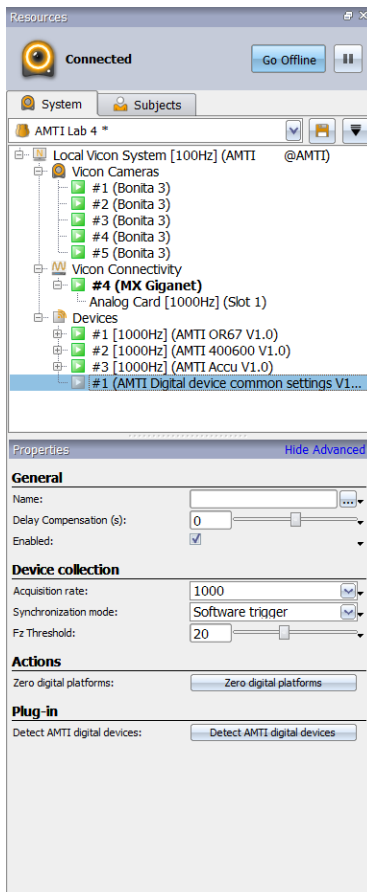 Resources
Connected
Go Offline
System
Subjects
AMTI Lab 4 *
Local Vicon System [100Hz] (AMTI @AMTI)
Vicon Cameras
#1 (Bonita 3)
#2 (Bonita 3)
#3 (Bonita 3)
#4 (Bonita 3)
#5 (Bonita 3)
Vicon Connectivity
#4 (MX Giganet)
Analog Card [1000Hz] (Slot 1)
Devices
#1 [1000Hz] (AMTI OR67 V1.0)
#2 [1000Hz] (AMTI 400600 V1.0)
#3 [1000Hz] (AMTI Accu V1.0)
#1 (AMTI Digital device common settings V1...
Properties Hide Advanced
General
Name: ...
Delay Compensation (s): 0
Enabled:
Device collection
Acquisition rate: 1000
Synchronization mode: Software trigger
Fz Threshold: 20
Actions
Zero digital platforms: Zero digital platforms
Plug-in
Detect AMTI digital devices: Detect AMTI digital devices